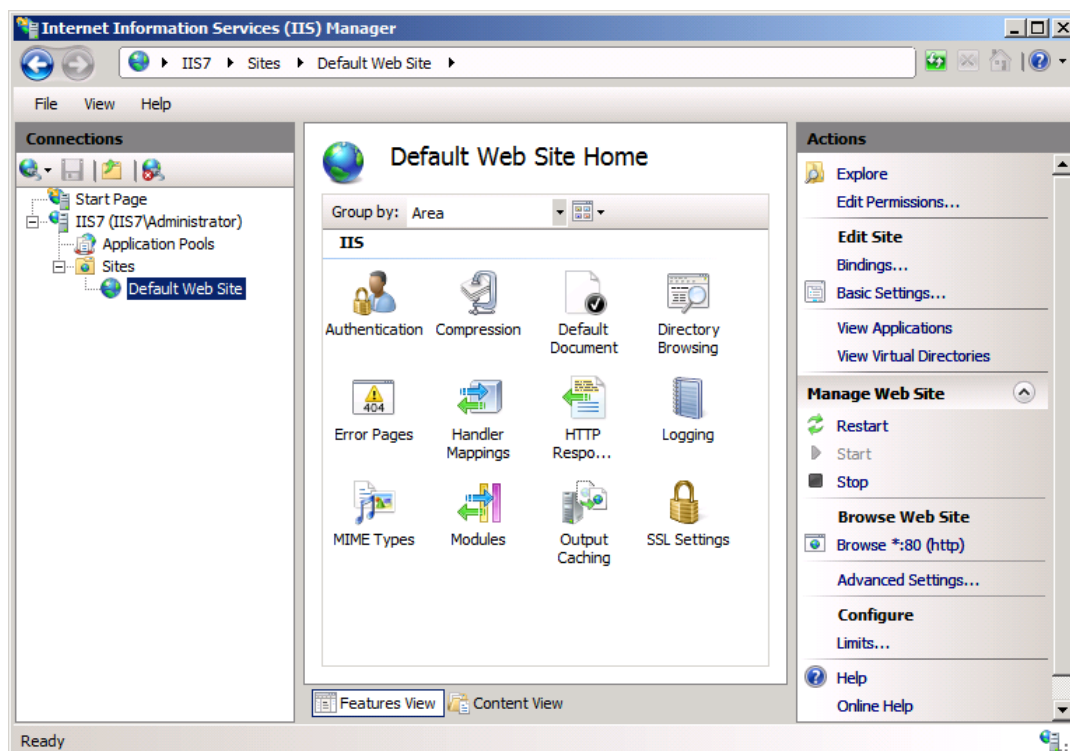 Internet Information Services (IIS) Manager
IIS7 Sites Default Web Site
File View Help
Connections
Start Page
IIS7 (IIS7\Administrator)
Application Pools
Sites
Default Web Site
Default Web Site Home
Group by: Area
IIS
Authentication Compression Default Document Directory Browsing
404
Error Pages Handler Mappings HTTP Respo... Logging
MIME Types Modules Output Caching SSL Settings
Features View Content View
Actions
Explore
Edit Permissions...
Edit Site
Bindings...
Basic Settings...
View Applications
View Virtual Directories
Manage Web Site
Restart
Start
Stop
Browse Web Site
Browse *:80 (http)
Advanced Settings...
Configure
Limits...
Help
Online Help
Ready